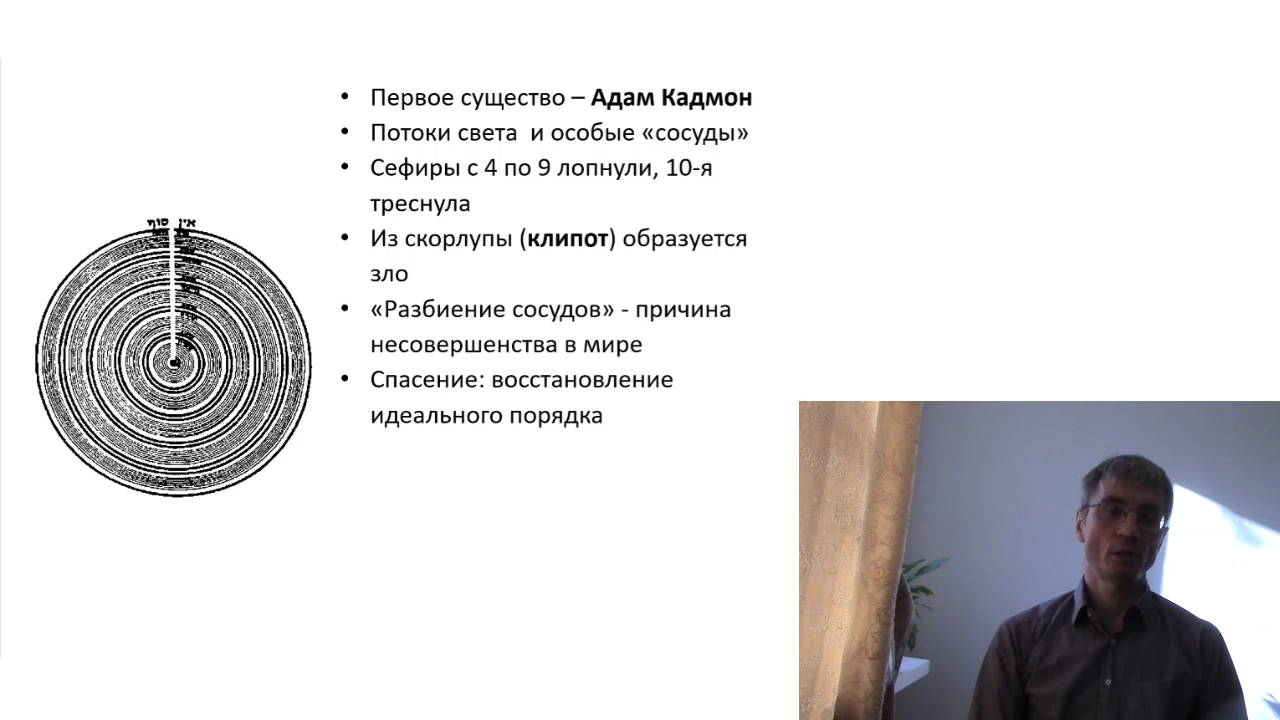 • Первое существо – Адам Кадмон
• Потоки света и особые «сосуды»
• Сефиры с 4 по 9 лопнули, 10-я
треснула
• Из скорлупы (клипот) образуется
зло
• «Разбиение сосудов» - причина
несовершенства в мире
• Спасение: восстановление
идеального порядка
אין סוף